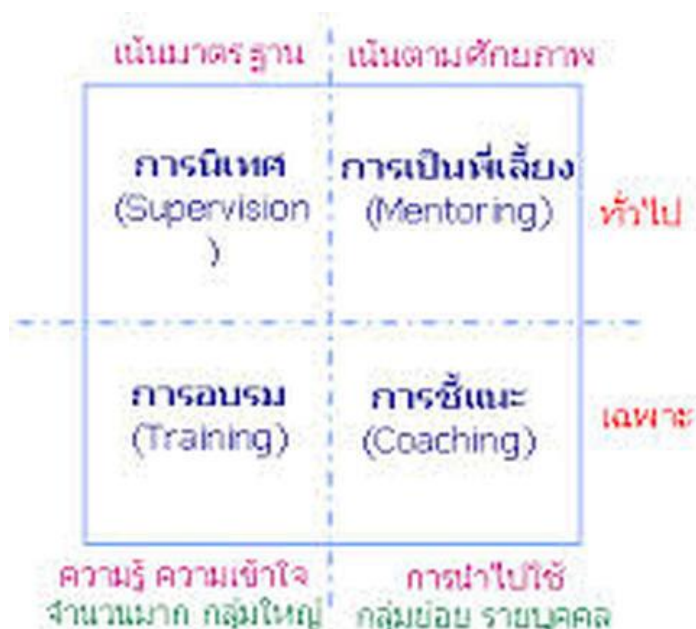 เน้นมาตรฐาน เน้นตามศักยภาพ
การนิเทศ
(Supervision
)
การเป็นพี่เลี้ยง
(Mentoring)
ทั่วไป
การอบรม
(Training)
การชี้แนะ
(Coaching)
เฉพาะ
ความรู้ ความเข้าใจ
จำนวนมาก กลุ่มใหญ่
การนำไปใช้
กลุ่มย่อย รายบุคคล